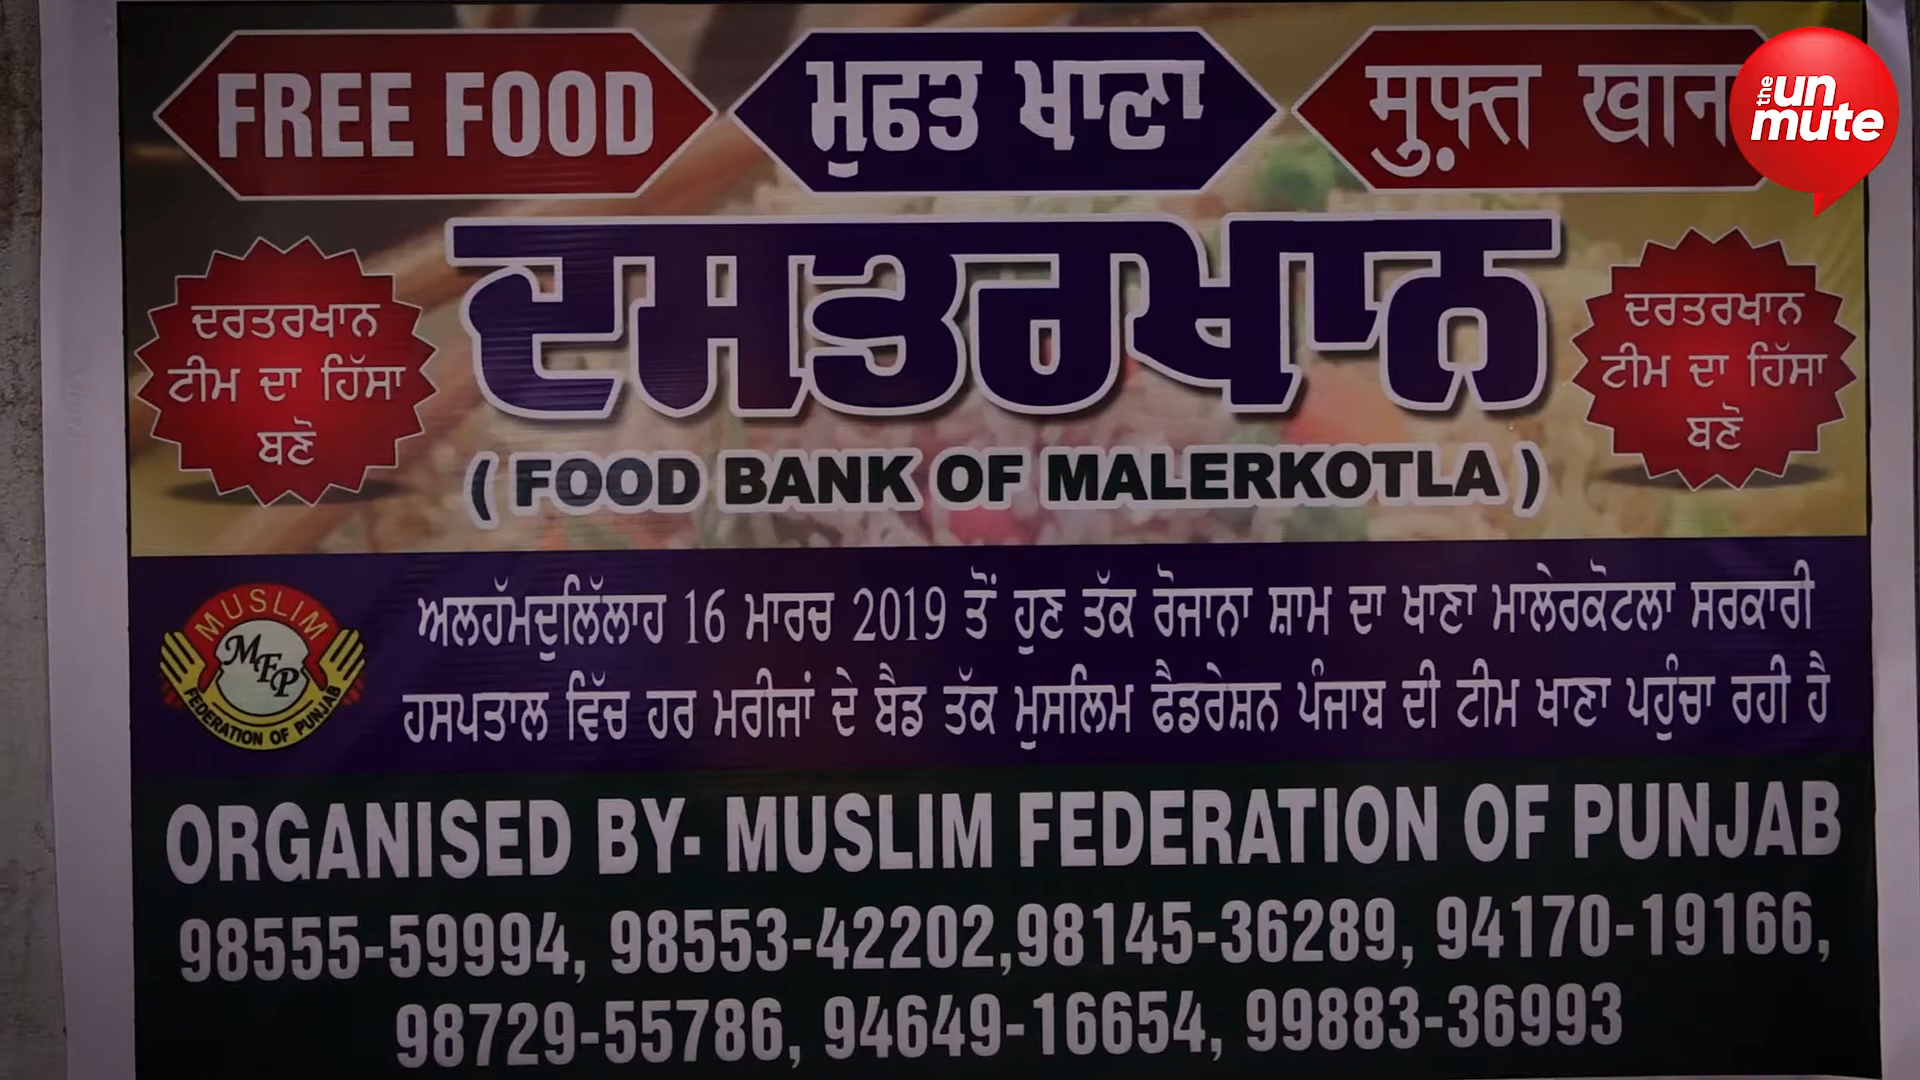 FREE FOOD ਮੁਫਤ ਖਾਣਾ मुफ़्त खान
the un mute
ਦਸਤਰਖਾਨ
ਦਰਤਰਖਾਨ
ਟੀਮ ਦਾ ਹਿੱਸਾ
ਬਣੋ
ਦਰਤਰਖਾਨ
ਟੀਮ ਦਾ ਹਿੱਸਾ
ਬਣੋ
( FOOD BANK OF MALERKOTLA )
MUSLIM
MFP
FEDERATION OF PUNJAB
ਅਲਹੱਮਦੁਲਿੱਲਾਹ 16 ਮਾਰਚ 2019 ਤੋਂ ਹੁਣ ਤੱਕ ਰੋਜਾਨਾ ਸ਼ਾਮ ਦਾ ਖਾਣਾ ਮਾਲੇਰਕੋਟਲਾ ਸਰਕਾਰੀ
ਹਸਪਤਾਲ ਵਿੱਚ ਹਰ ਮਰੀਜਾਂ ਦੇ ਬੈਡ ਤੱਕ ਮੁਸਲਿਮ ਫੈਡਰੇਸ਼ਨ ਪੰਜਾਬ ਦੀ ਟੀਮ ਖਾਣਾ ਪਹੁੰਚਾ ਰਹੀ ਹੈ
ORGANISED BY- MUSLIM FEDERATION OF PUNJAB
98555-59994, 98553-42202,98145-36289, 94170-19166,
98729-55786, 94649-16654, 99883-36993